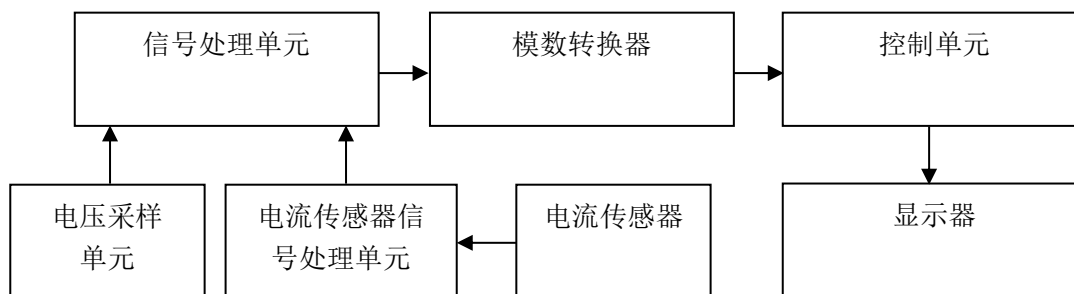 信号处理单元
模数转换器
控制单元
电压采样
单元
电流传感器信
号处理单元
电流传感器
显示器